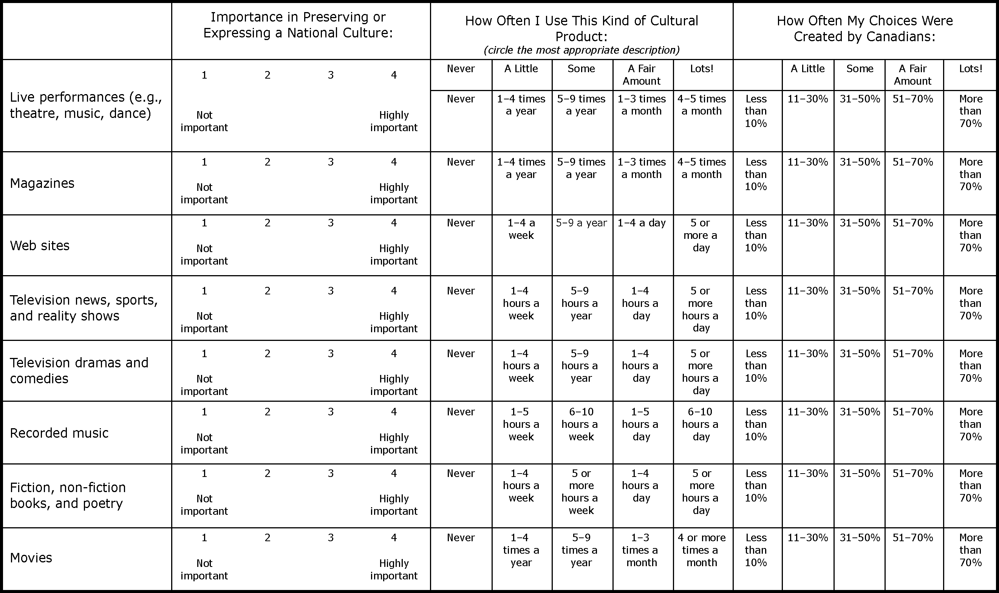 Importance in Preserving or
Expressing a National Culture:
How Often I Use This Kind of Cultural
Product:
(circle the most appropriate description)
How Often My Choices Were
Created by Canadians:
Live performances (e.g.,
theatre, music, dance)
1 2 3 4
Not
important
Highly
important
Never
A Little
Some
A Fair
Amount
Lots!
A Little
Some
A Fair
Amount
Lots!
Never
1–4 times
a year
5–9 times
a year
1–3 times
a month
4–5 times
a month
Less
than
10%
11–30%
31–50%
51–70%
More
than
70%
Magazines
1 2 3 4
Not
important
Highly
important
Never
1–4 times
a year
5–9 times
a year
1–3 times
a month
4–5 times
a month
Less
than
10%
11–30%
31–50%
51–70%
More
than
70%
Web sites
1 2 3 4
Not
important
Highly
important
Never
1–4 a
week
5–9 a year
1–4 a day
5 or
more a
day
Less
than
10%
11–30%
31–50%
51–70%
More
than
70%
Television news, sports,
and reality shows
1 2 3 4
Not
important
Highly
important
Never
1–4
hours a
week
5–9
hours a
year
1–4
hours a
day
5 or
more
hours a
day
Less
than
10%
11–30%
31–50%
51–70%
More
than
70%
Television dramas and
comedies
1 2 3 4
Not
important
Highly
important
Never
1–4
hours a
week
5–9
hours a
year
1–4
hours a
day
5 or
more
hours a
day
Less
than
10%
11–30%
31–50%
51–70%
More
than
70%
Recorded music
1 2 3 4
Not
important
Highly
important
Never
1–5
hours a
week
6–10
hours a
week
1–5
hours a
day
6–10
hours a
day
Less
than
10%
11–30%
31–50%
51–70%
More
than
70%
Fiction, non-fiction
books, and poetry
1 2 3 4
Not
important
Highly
important
Never
1–4
hours a
week
5 or
more
hours a
week
1–4
hours a
day
5 or
more
hours a
day
Less
than
10%
11–30%
31–50%
51–70%
More
than
70%
Movies
1 2 3 4
Not
important
Highly
important
Never
1–4
times a
year
5–9
times a
year
1–3
times a
month
4 or more
times a
month
Less
than
10%
11–30%
31–50%
51–70%
More
than
70%